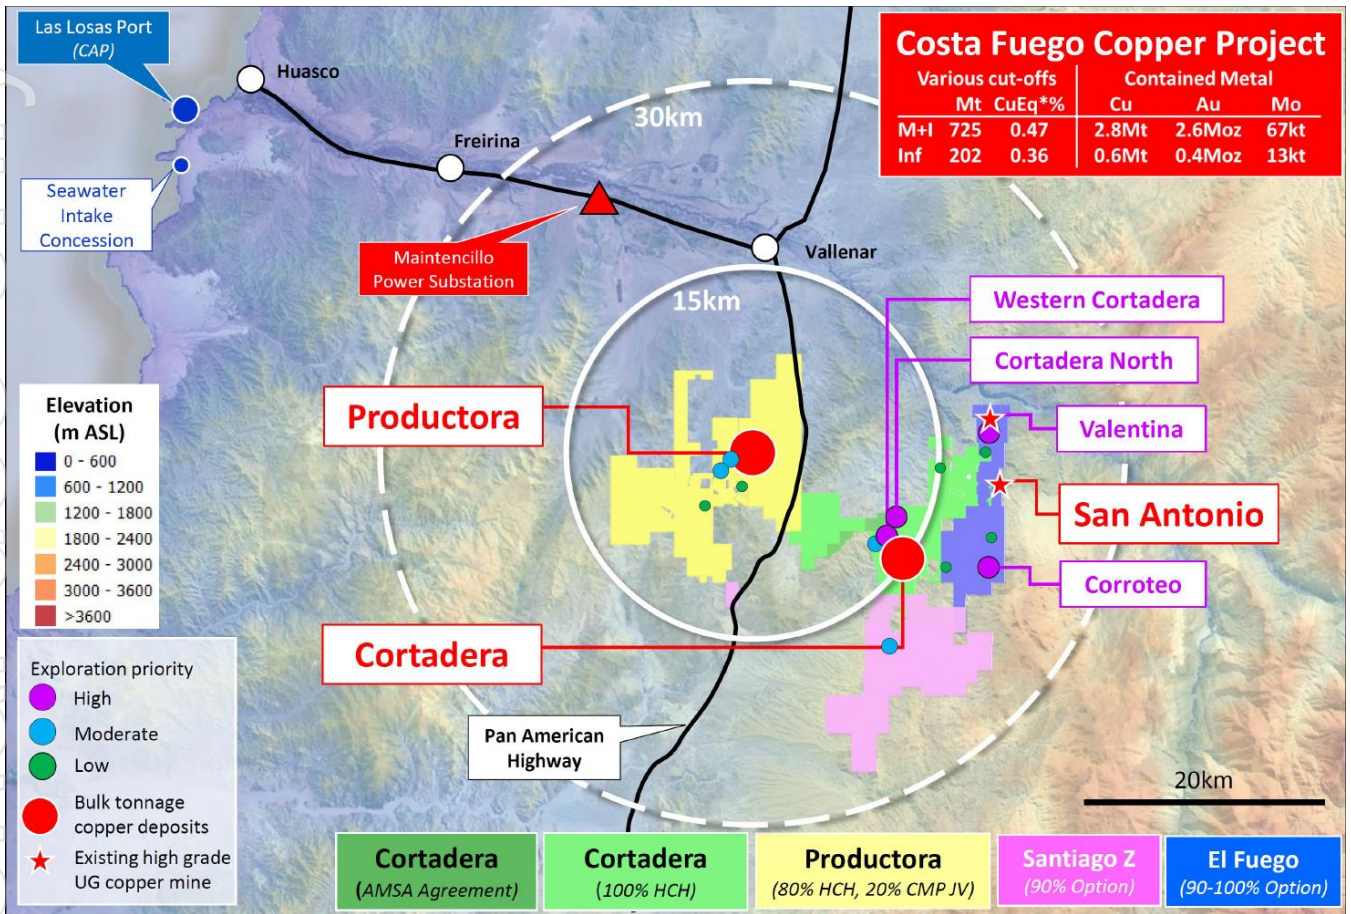 Las Losas Port
(CAP)
Huasco
Freirina
30km
Costa Fuego Copper Project
Various cut-offs Contained Metal
Mt CuEq*% Cu Au Mo
M+I 725 0.47 2.8Mt 2.6Moz 67kt
Inf 202 0.36 0.6Mt 0.4Moz 13kt
Seawater
Intake
Concession
Maintencillo
Power Substation
Vallenar
15km
Western Cortadera
Cortadera North
Productora
Valentina
San Antonio
Corroteo
Cortadera
Elevation
(m ASL)
0 - 600
600 - 1200
1200 - 1800
1800 - 2400
2400 - 3000
3000 - 3600
>3600
Exploration priority
High
Moderate
Low
Bulk tonnage
copper deposits
Existing high grade
UG copper mine
Pan American
Highway
20km
Cortadera
(AMSA Agreement)
Cortadera
(100% HCH)
Productora
(80% HCH, 20% CMP JV)
Santiago Z
(90% Option)
El Fuego
(90-100% Option)